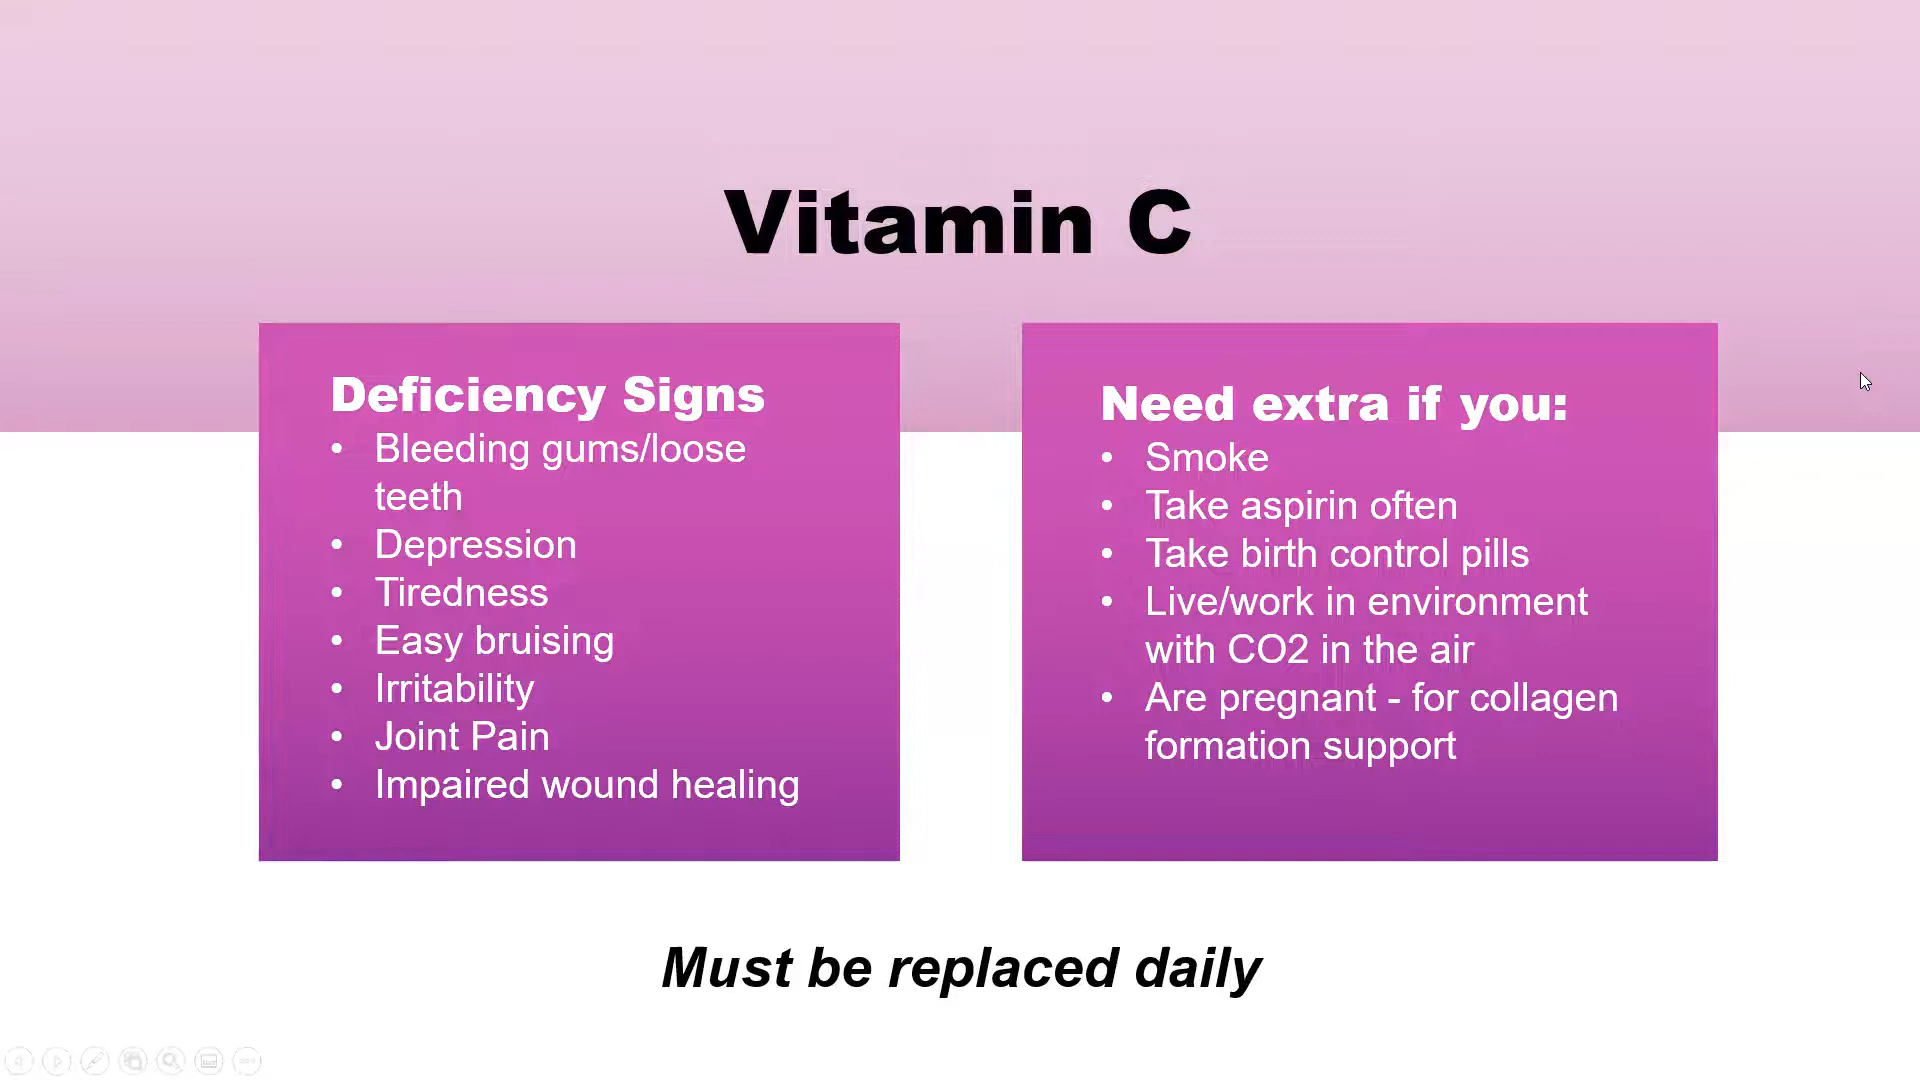 Vitamin C
Deficiency Signs
• Bleeding gums/loose
teeth
• Depression
• Tiredness
• Easy bruising
• Irritability
• Joint Pain
• Impaired wound healing
Need extra if you:
• Smoke
• Take aspirin often
• Take birth control pills
• Live/work in environment
with CO2 in the air
• Are pregnant - for collagen
formation support
Must be replaced daily